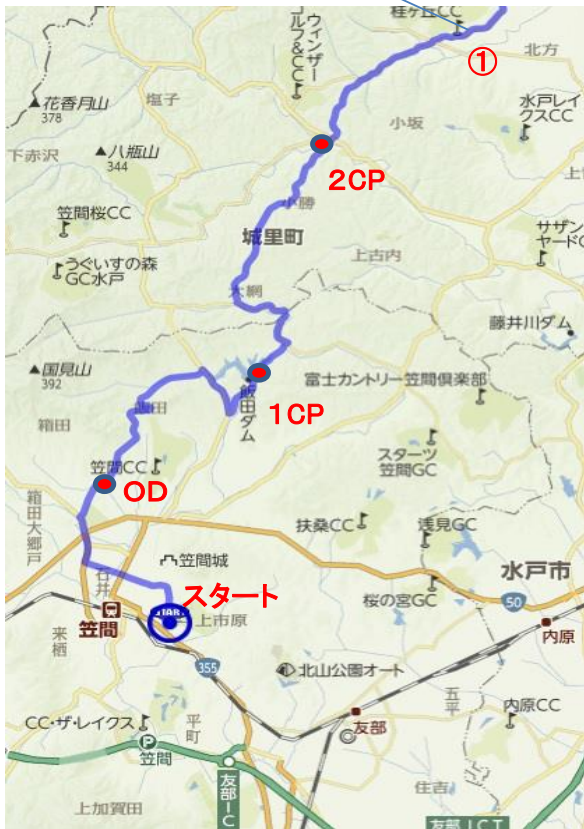 桂ヶ丘CC
ウィンザー
ゴルフ&CC
①
北方
▲花香月山
378
塩子
水戸レイ
クスCC
小坂
下赤沢
▲八瓶山
344
2CP
小勝
笠間桜CC
城里町
サザン
ヤードC
上古内
うぐいすの森
GC水戸
大網
藤井川ダム
▲国見山
392
飯田ダム
富士カントリー笠間倶楽部
飯田
1CP
箱田
スターツ
笠間GC
笠間CC
OD
箱田大郷戸
扶桑CC
浅見GC
笠間城
水戸市
石井
スタート
桜の宮GC
50
START
上市原
笠間
内原
来栖
355
北山公園オート
五平
内原CC
友部
CC・ザ・レイクス
平町
P
笠間
住吉
友部IC
上加賀田
友部JCT